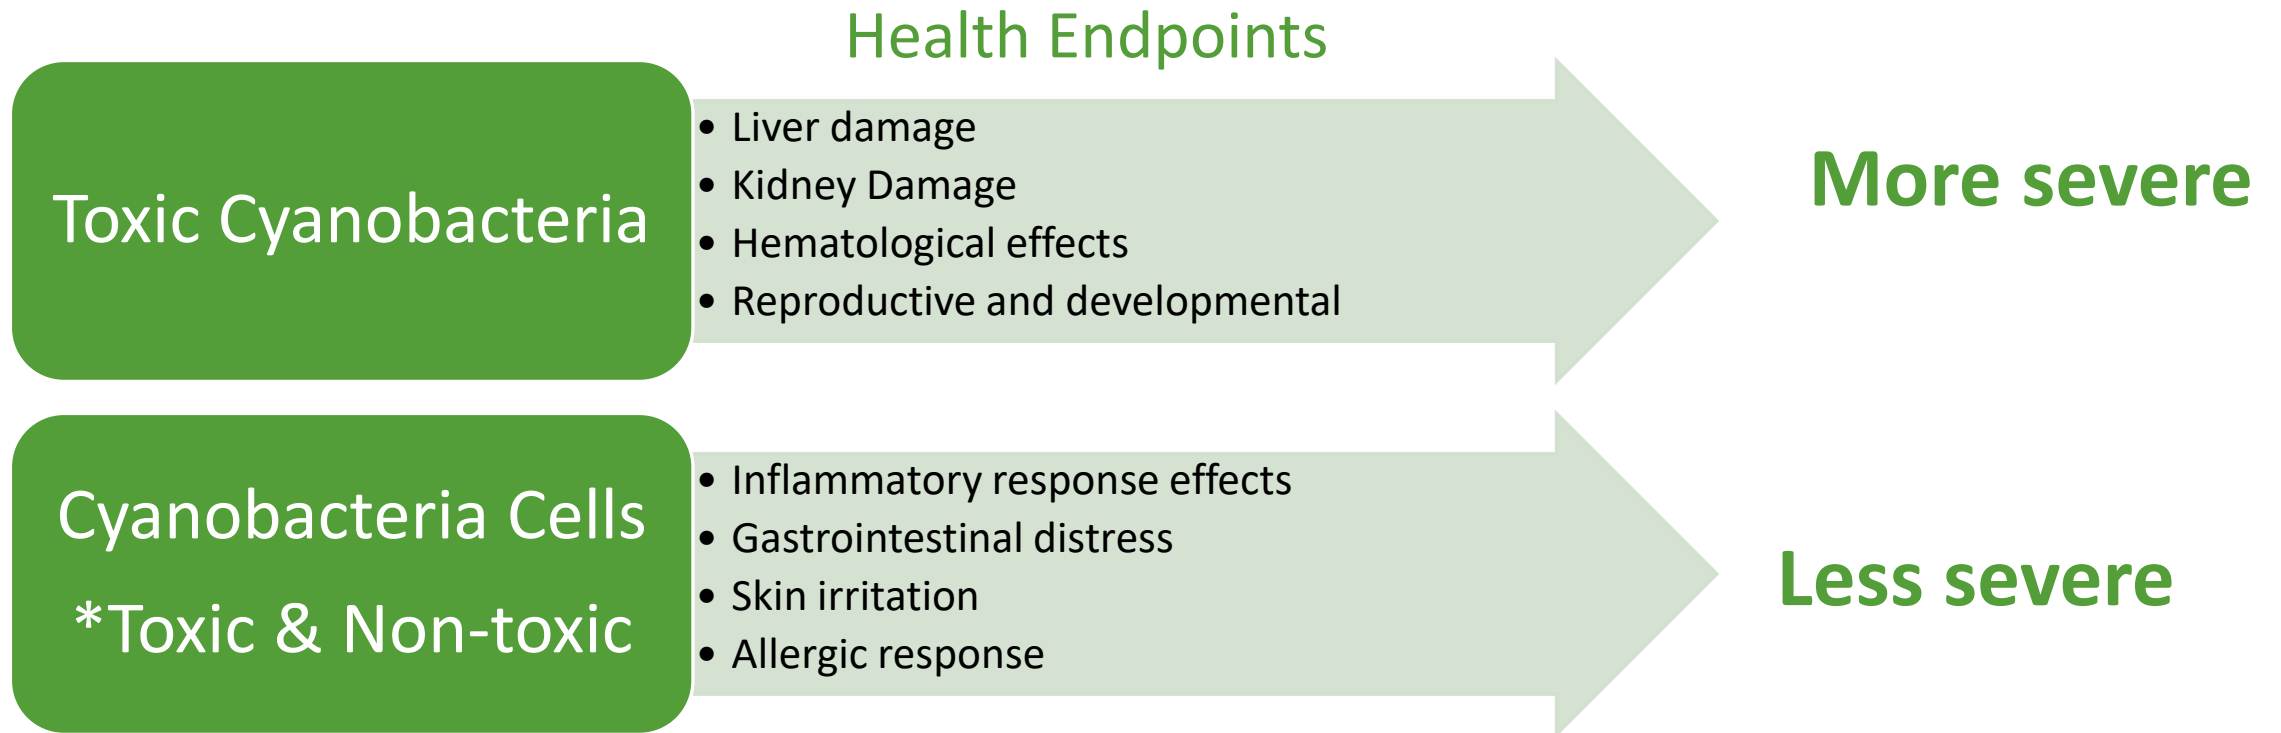 Health Endpoints
Toxic Cyanobacteria
• Liver damage
• Kidney Damage
• Hematological effects
• Reproductive and developmental
More severe
Cyanobacteria Cells
*Toxic & Non-toxic
• Inflammatory response effects
• Gastrointestinal distress
• Skin irritation
• Allergic response
Less severe